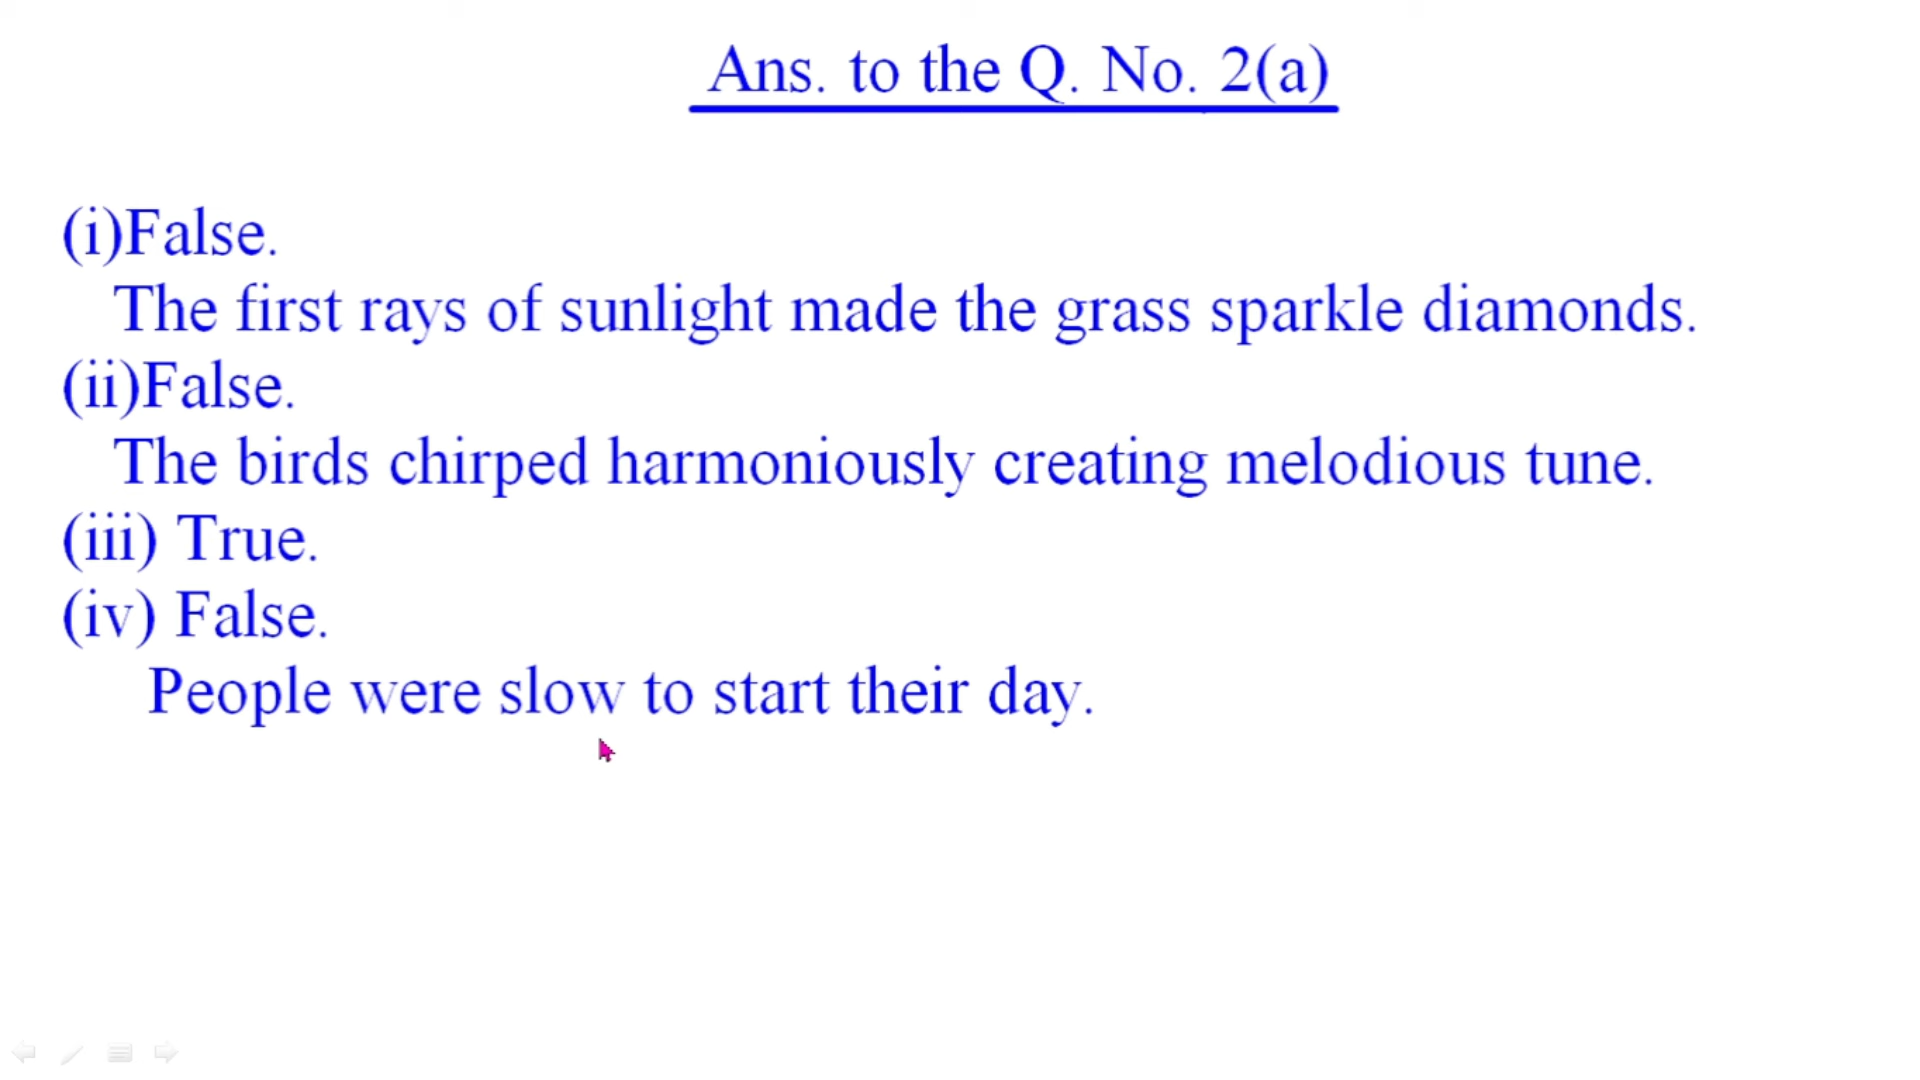 Ans. to the Q. No. 2(a)
(i)False.
The first rays of sunlight made the grass sparkle diamonds.
(ii)False.
The birds chirped harmoniously creating melodious tune.
(iii) True.
(iv) False.
People were slow to start their day.